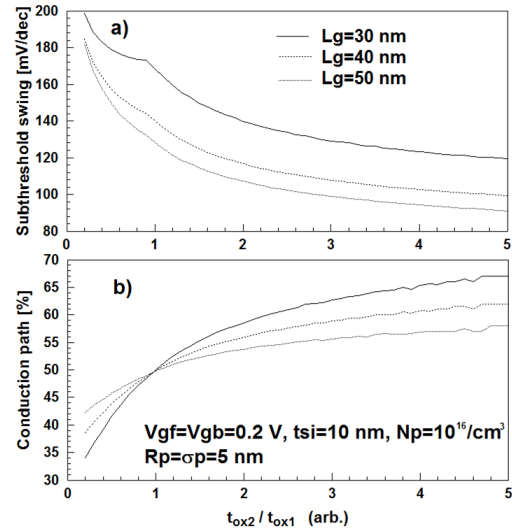 a)
Lg=30 nm
Lg=40 nm
Lg=50 nm
Subthreshold swing [mV/dec]
200
180
160
140
120
100
80
0
1
2
3
4
5
b)
Conduction path [%]
70
65
60
55
50
45
40
35
30
Vgf=Vgb=0.2 V, tsi=10 nm, Np=10¹⁶/cm³
Rp=σp=5 nm
0
1
2
3
4
5
tox2 / tox1 (arb.)